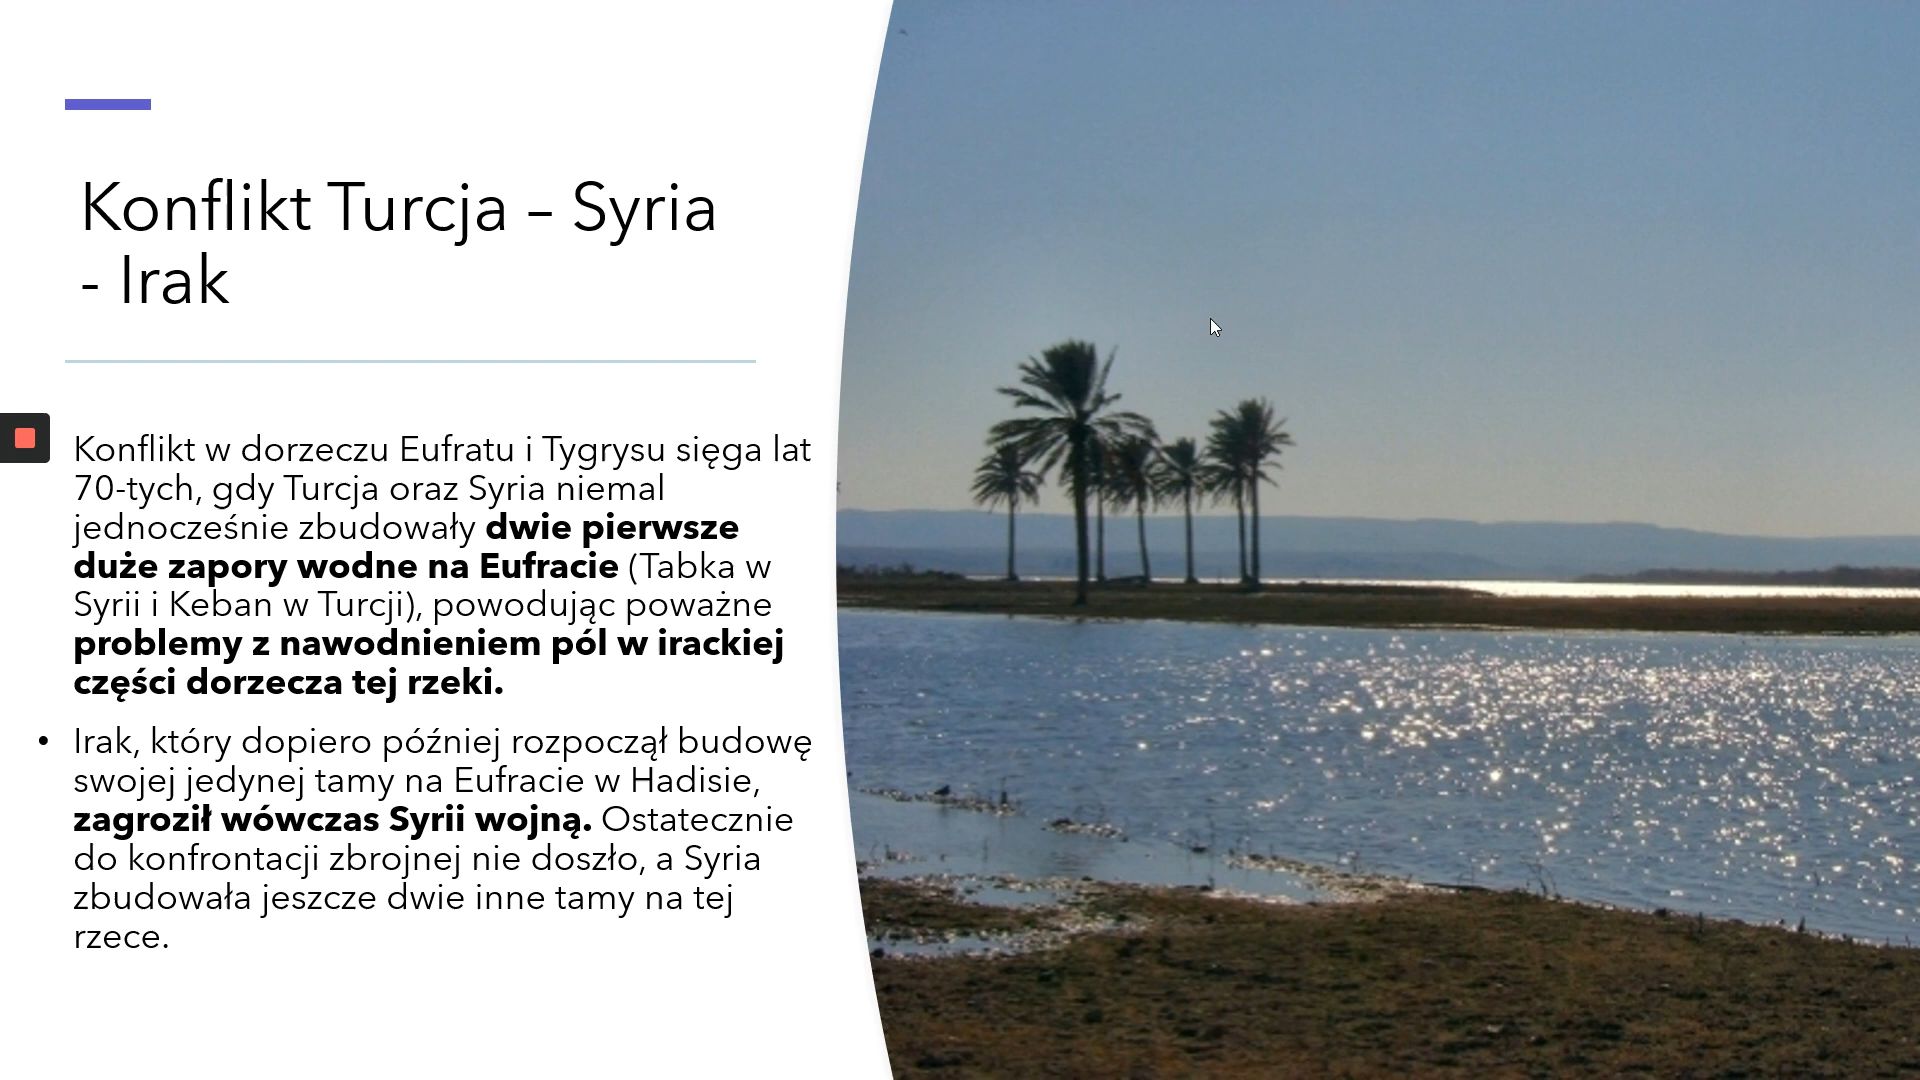 Konflikt Turcja – Syria
- Irak
Konflikt w dorzeczu Eufratu i Tygrysu sięga lat
70-tych, gdy Turcja oraz Syria niemal
jednocześnie zbudowały dwie pierwsze
duże zapory wodne na Eufracie (Tabka w
Syrii i Keban w Turcji), powodując poważne
problemy z nawodnieniem pól w irackiej
części dorzecza tej rzeki.
• Irak, który dopiero później rozpoczął budowę
swojej jedynej tamy na Eufracie w Hadisie,
zagroził wówczas Syrii wojną. Ostatecznie
do konfrontacji zbrojnej nie doszło, a Syria
zbudowała jeszcze dwie inne tamy na tej
rzece.